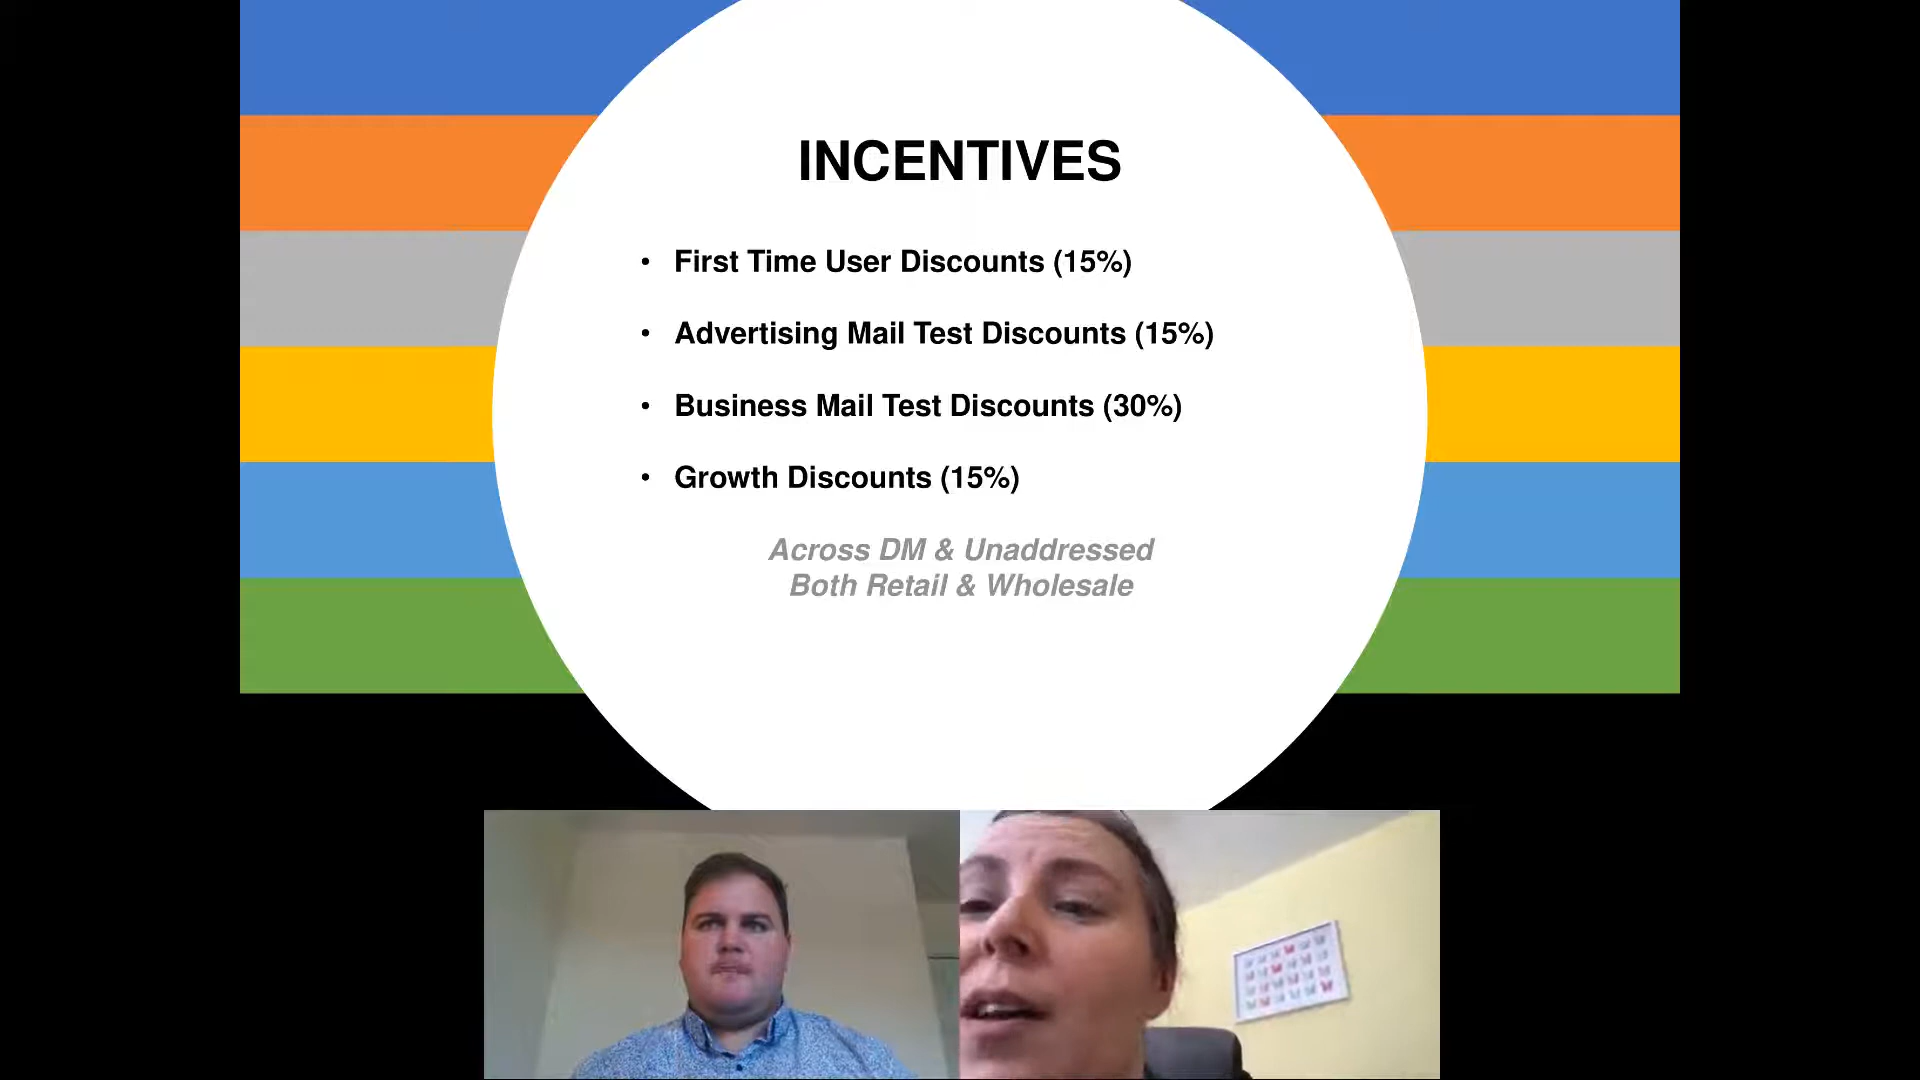 INCENTIVES
• First Time User Discounts (15%)
• Advertising Mail Test Discounts (15%)
• Business Mail Test Discounts (30%)
• Growth Discounts (15%)
Across DM & Unaddressed
Both Retail & Wholesale